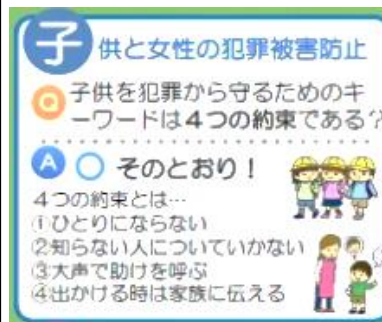 子供と女性の犯罪被害防止
Q 子供を犯罪から守るためのキ
ーワードは4つの約束である?
A ○ そのとおり!
4つの約束とは…
①ひとりにならない
②知らない人についていかない
③大声で助けを呼ぶ
④出かける時は家族に伝える